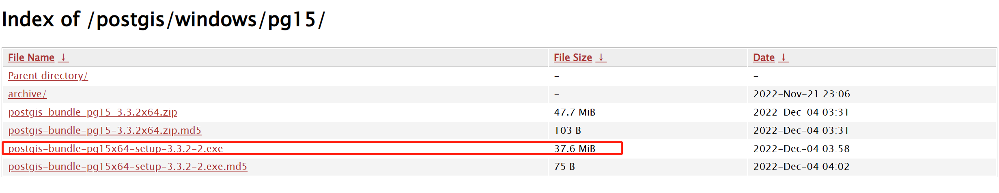 Index of /postgis/windows/pg15/
File Name ↓ File Size ↓ Date ↓
Parent directory/ - -
archive/ - 2022-Nov-21 23:06
postgis-bundle-pg15-3.3.2x64.zip 47.7 MiB 2022-Dec-04 03:31
postgis-bundle-pg15-3.3.2x64.zip.md5 103 B 2022-Dec-04 03:31
postgis-bundle-pg15x64-setup-3.3.2-2.exe 37.6 MiB 2022-Dec-04 03:58
postgis-bundle-pg15x64-setup-3.3.2-2.exe.md5 75 B 2022-Dec-04 04:02